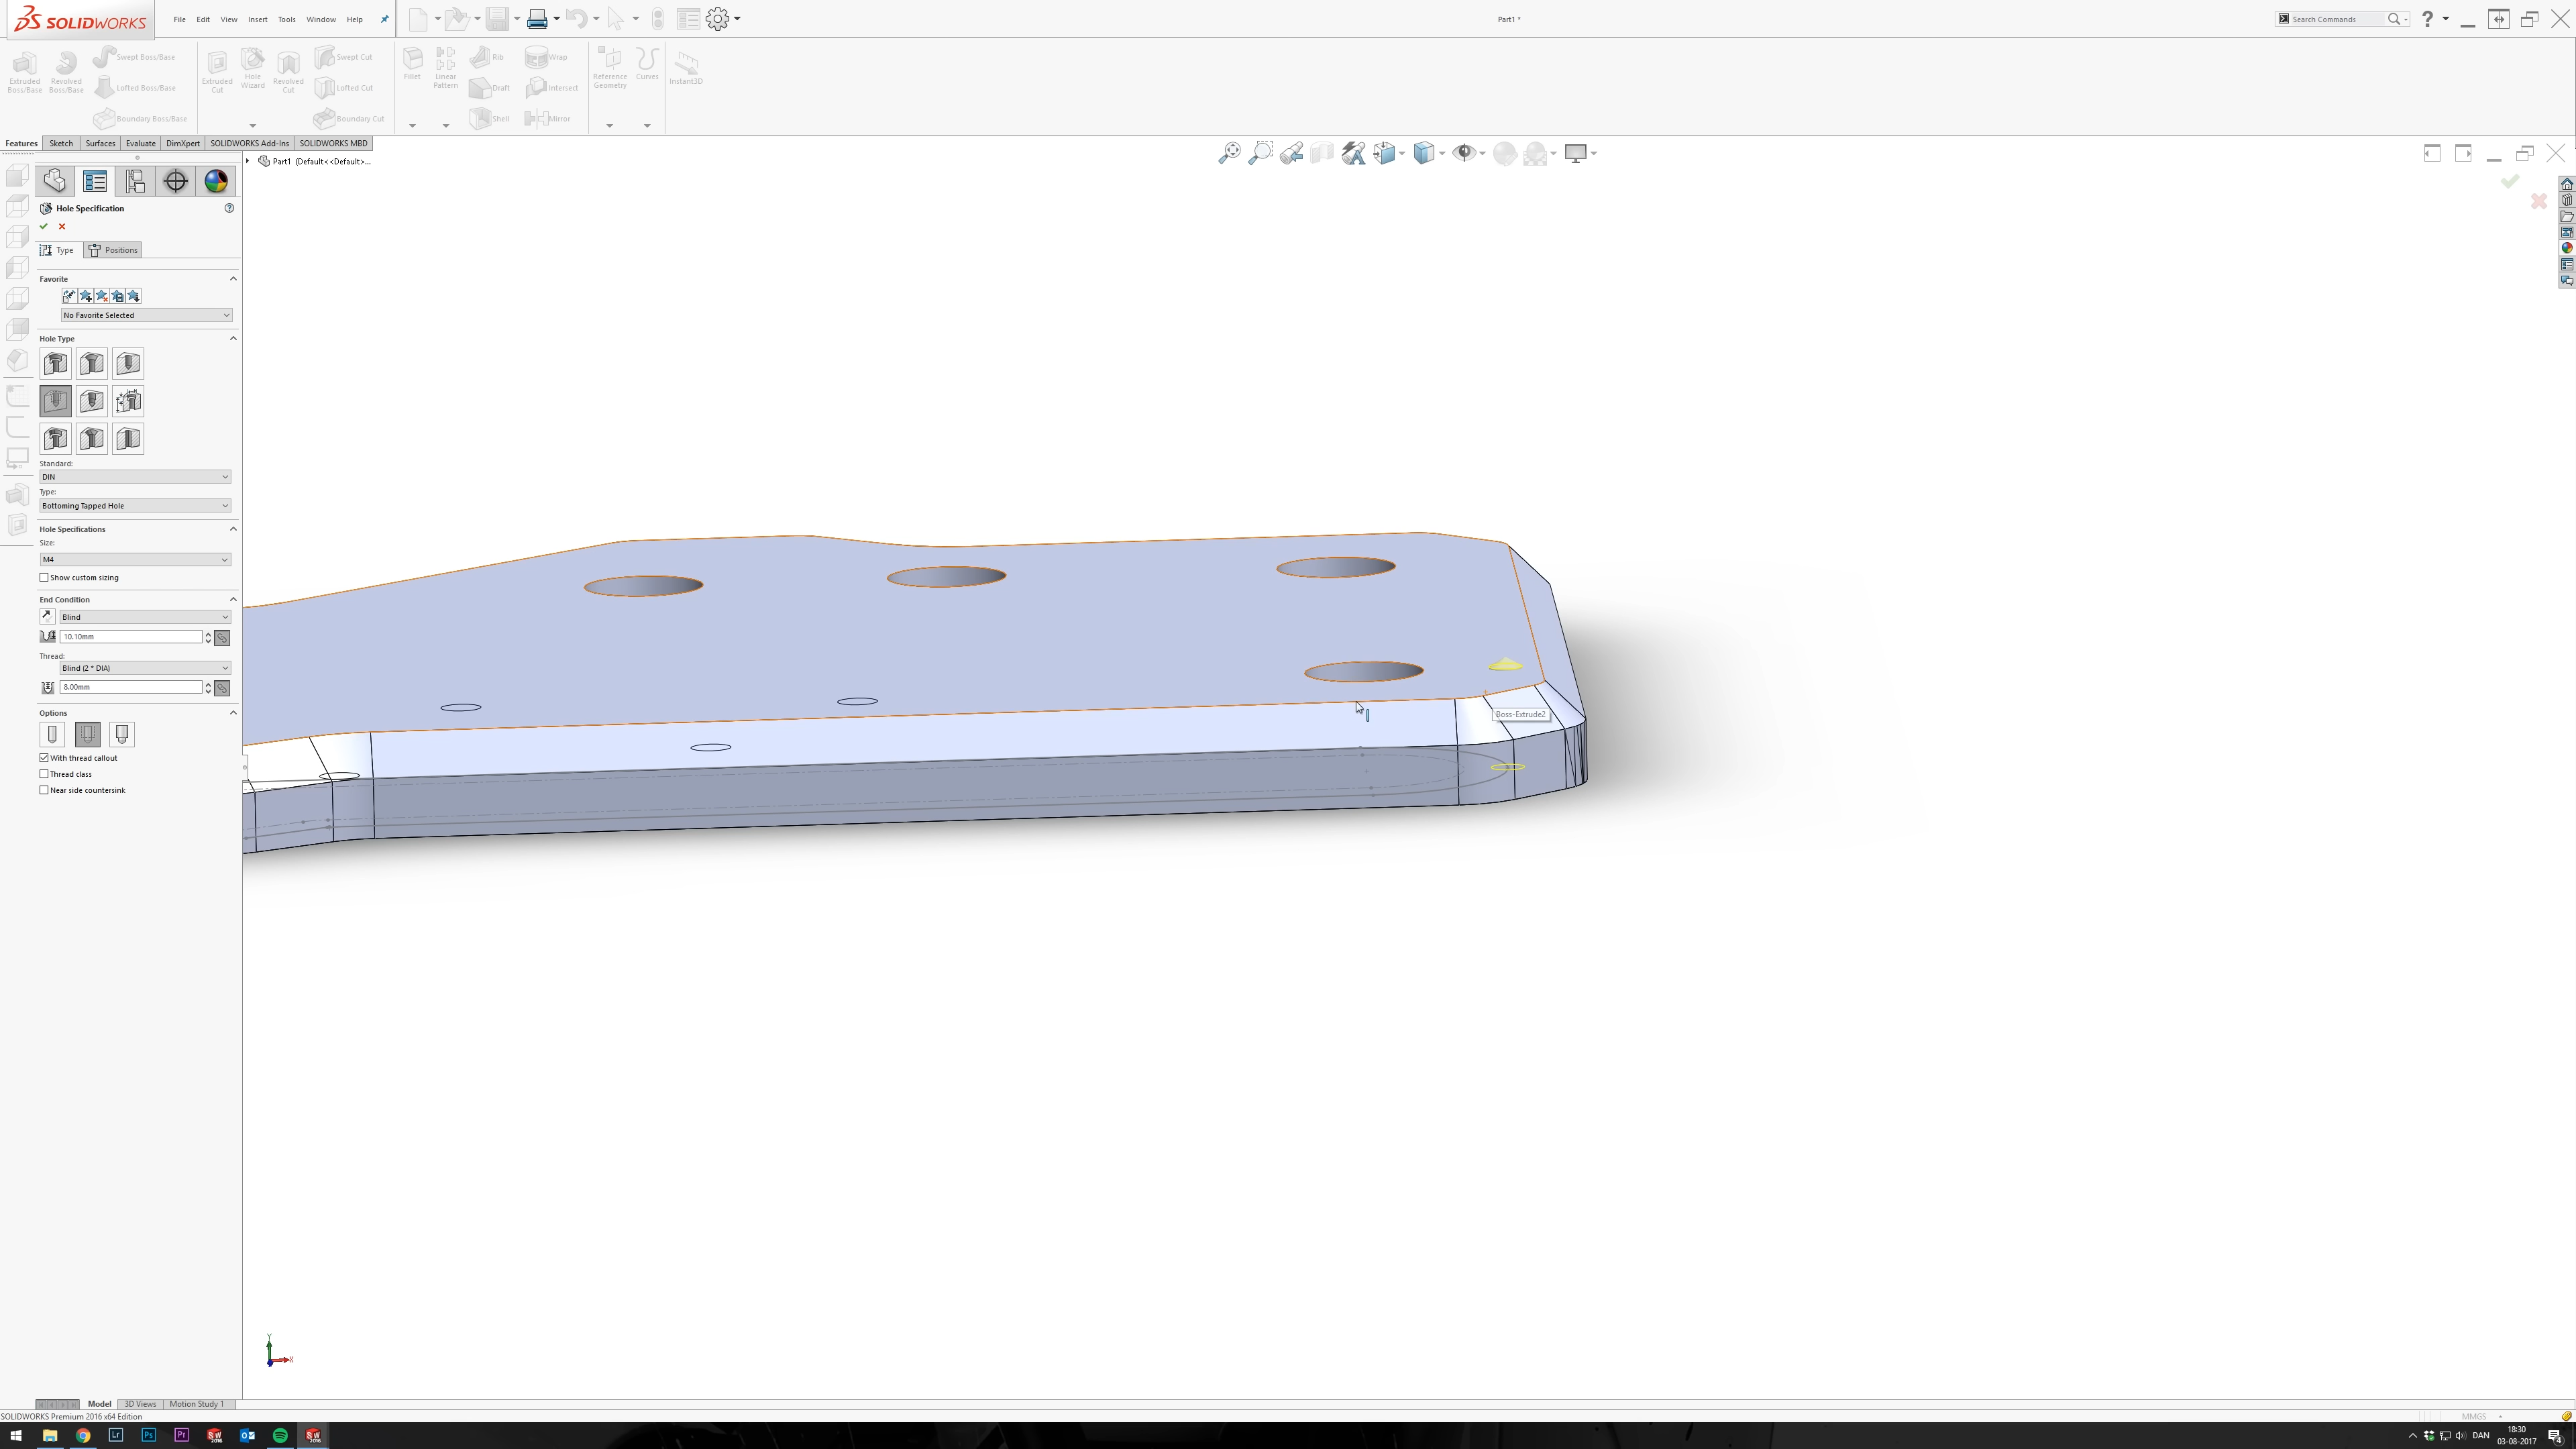 SOLIDWORKS File Edit View Insert Tools Window Help
Part1 *
Search Commands
Extruded Boss/Base
Revolved Boss/Base
Swept Boss/Base
Lofted Boss/Base
Boundary Boss/Base
Extruded Cut
Hole Wizard
Revolved Cut
Swept Cut
Lofted Cut
Boundary Cut
Fillet
Linear Pattern
Rib
Draft
Shell
Wrap
Intersect
Mirror
Reference Geometry
Curves
Instant3D
Features Sketch Surfaces Evaluate DimXpert SOLIDWORKS Add-Ins SOLIDWORKS MBD
Part1 (Default<<Default>...
Hole Specification
Type Positions
Favorite
No Favorite Selected
Hole Type
Standard:
DIN
Type:
Bottoming Tapped Hole
Hole Specifications
Size:
M4
Show custom sizing
End Condition
Blind
10.10mm
Thread:
Blind (2 * DIA)
8.00mm
Options
With thread callout
Thread class
Near side countersink
Boss-Extrude2
Y
X
Model 3D Views Motion Study 1
SOLIDWORKS Premium 2016 x64 Edition
MMGS
Lr Ps Pr
DAN
18:30
03-08-2017